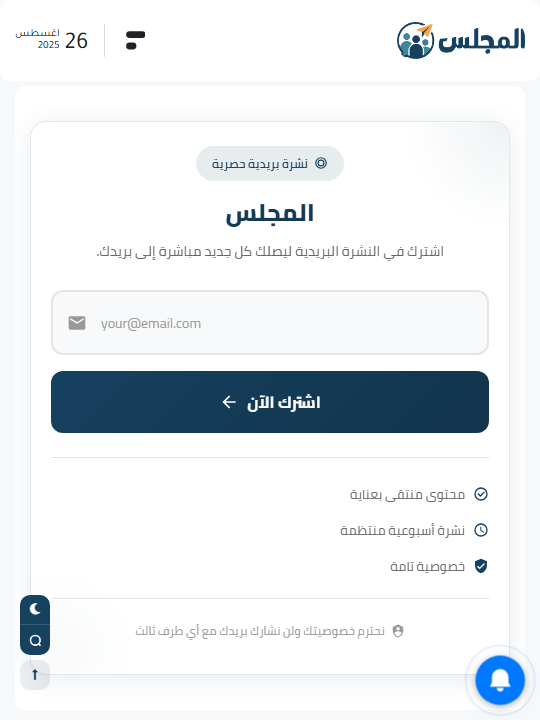 المجلس
26
اغسطس
2025
نشرة بريدية حصرية
المجلس
اشترك في النشرة البريدية ليصلك كل جديد مباشرة إلى بريدك.
your@email.com
اشترك الآن
محتوى منتقى بعناية
نشرة أسبوعية منتظمة
خصوصية تامة
نحترم خصوصيتك ولن نشارك بريدك مع أي طرف ثالث